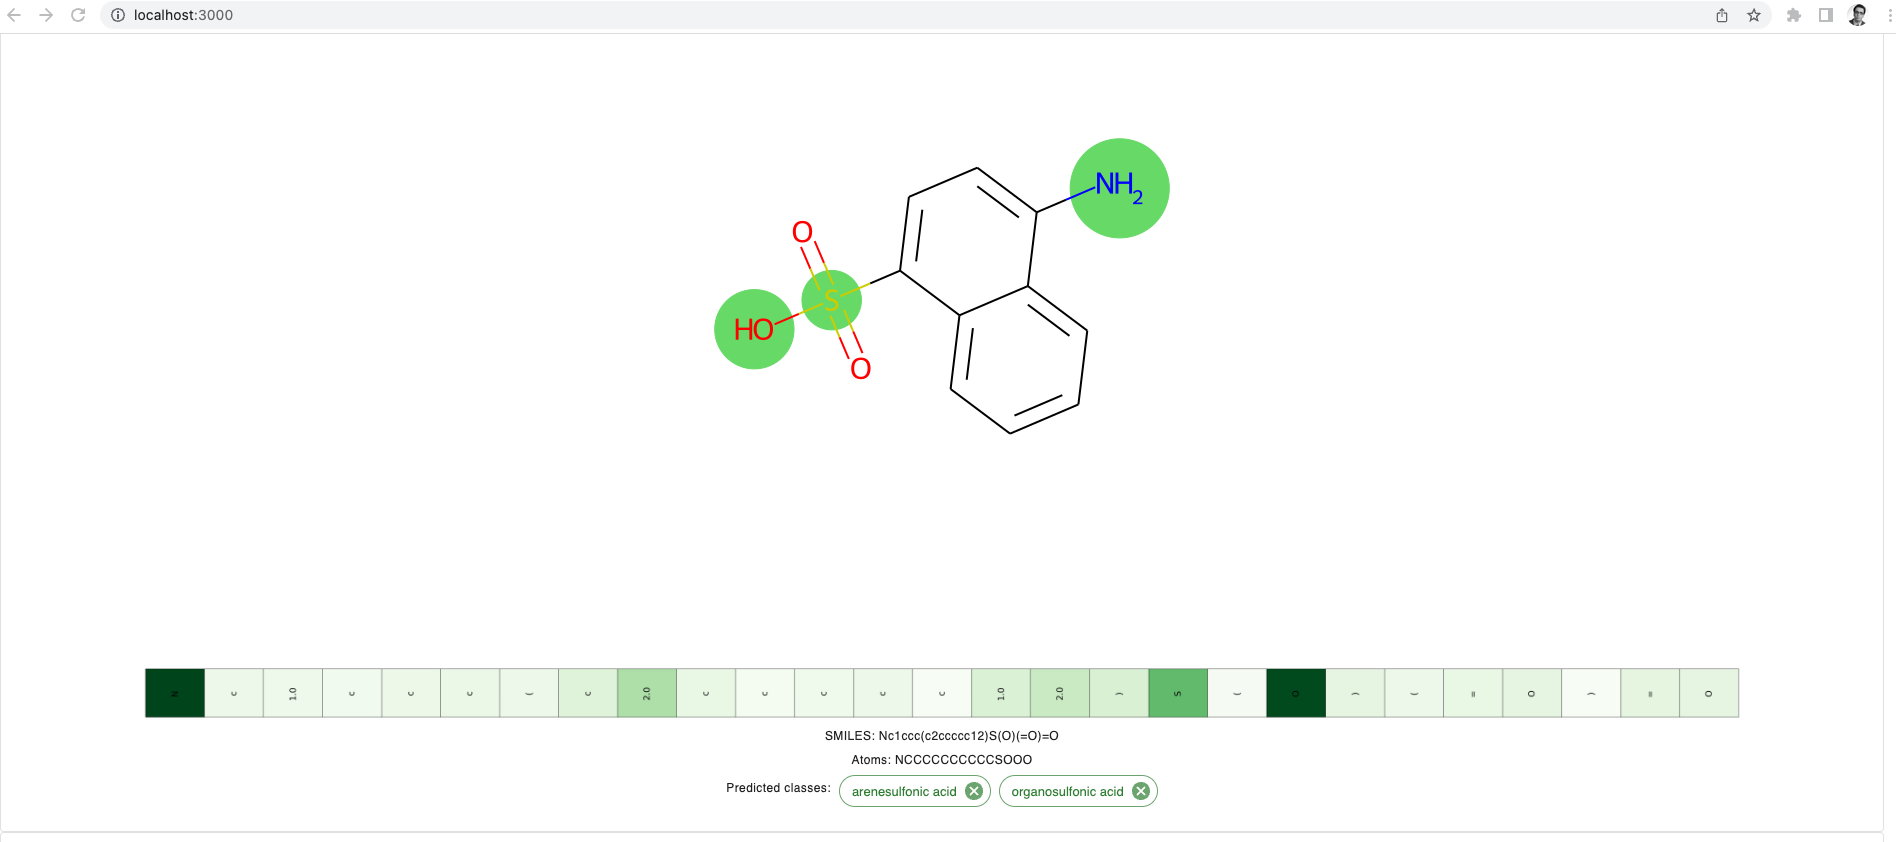 localhost:3000
NH2
O
S
HO
O
N c 1.0 c c c ( c 2.0 c c c c c 1.0 2.0 ) S ( O ) ( = O ) = O
SMILES: Nc1ccc(c2ccccc12)S(O)(=O)=O
Atoms: NCCCCCCCCCCSOOO
Predicted classes: arenesulfonic acid organosulfonic acid